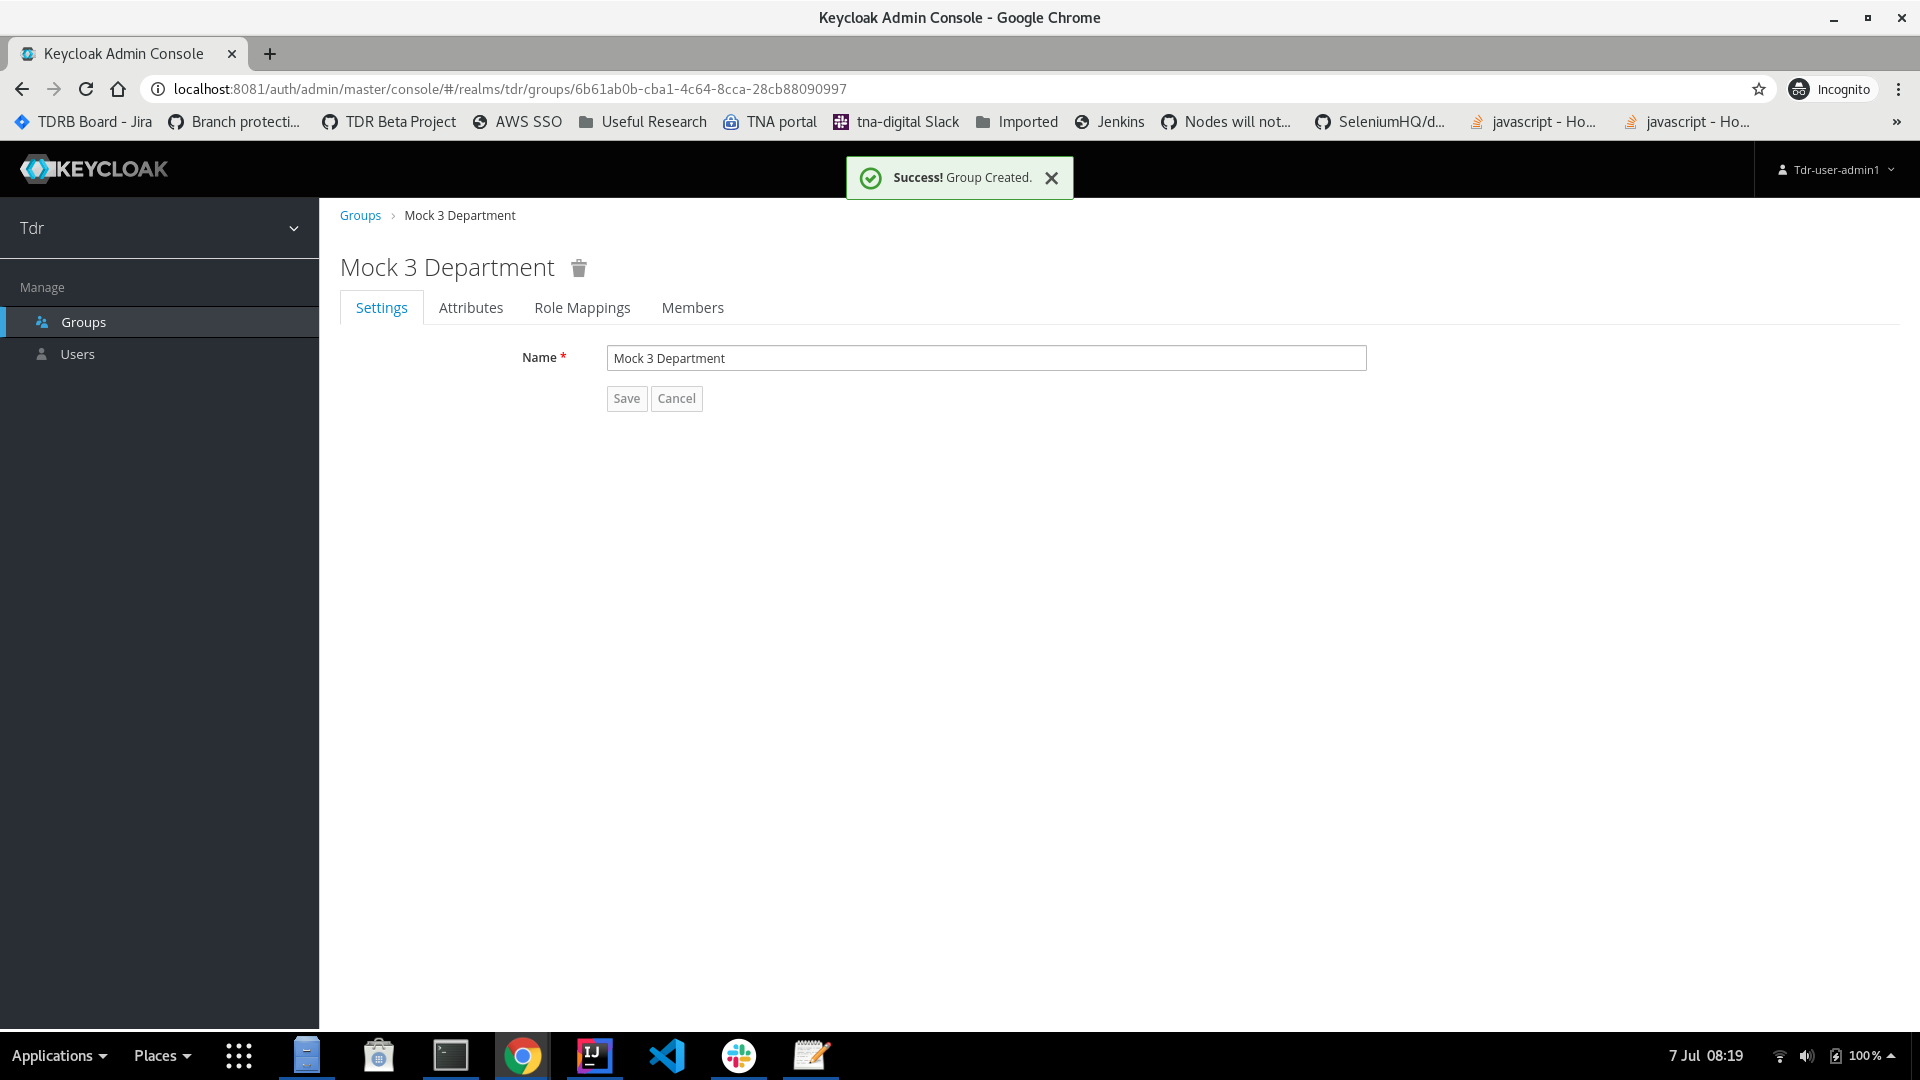 Keycloak Admin Console - Google Chrome
Keycloak Admin Console
localhost:8081/auth/admin/master/console/#/realms/tdr/groups/6b61ab0b-cba1-4c64-8cca-28cb88090997
Incognito
TDRB Board - Jira Branch protecti... TDR Beta Project AWS SSO Useful Research TNA portal tna-digital Slack Imported Jenkins Nodes will not... SeleniumHQ/d... javascript - Ho... javascript - Ho... »
KEYCLOAK
Success! Group Created.
Tdr-user-admin1
Tdr
Manage
Groups
Users
Groups › Mock 3 Department
Mock 3 Department
Settings Attributes Role Mappings Members
Name * Mock 3 Department
Save Cancel
Applications Places IJ 7 Jul 08:19 100%